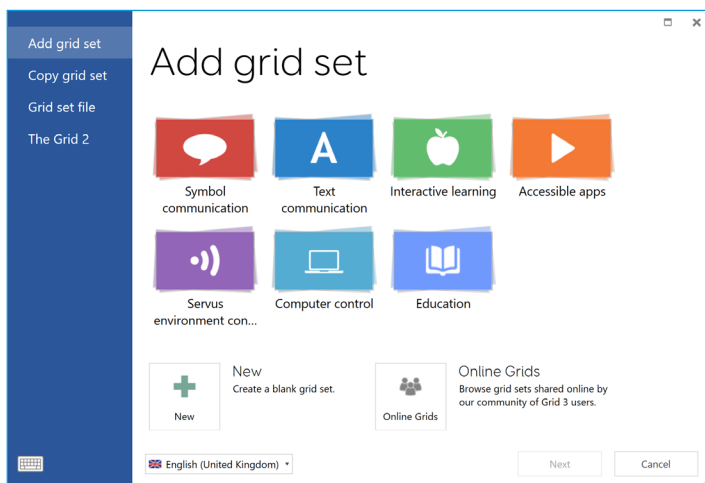 Add grid set
Copy grid set
Grid set file
The Grid 2
Add grid set
A
Symbol
communication
Text
communication
Interactive learning
Accessible apps
Servus
environment con...
Computer control
Education
New
New
Create a blank grid set.
Online Grids
Online Grids
Browse grid sets shared online by
our community of Grid 3 users.
English (United Kingdom)
Next
Cancel